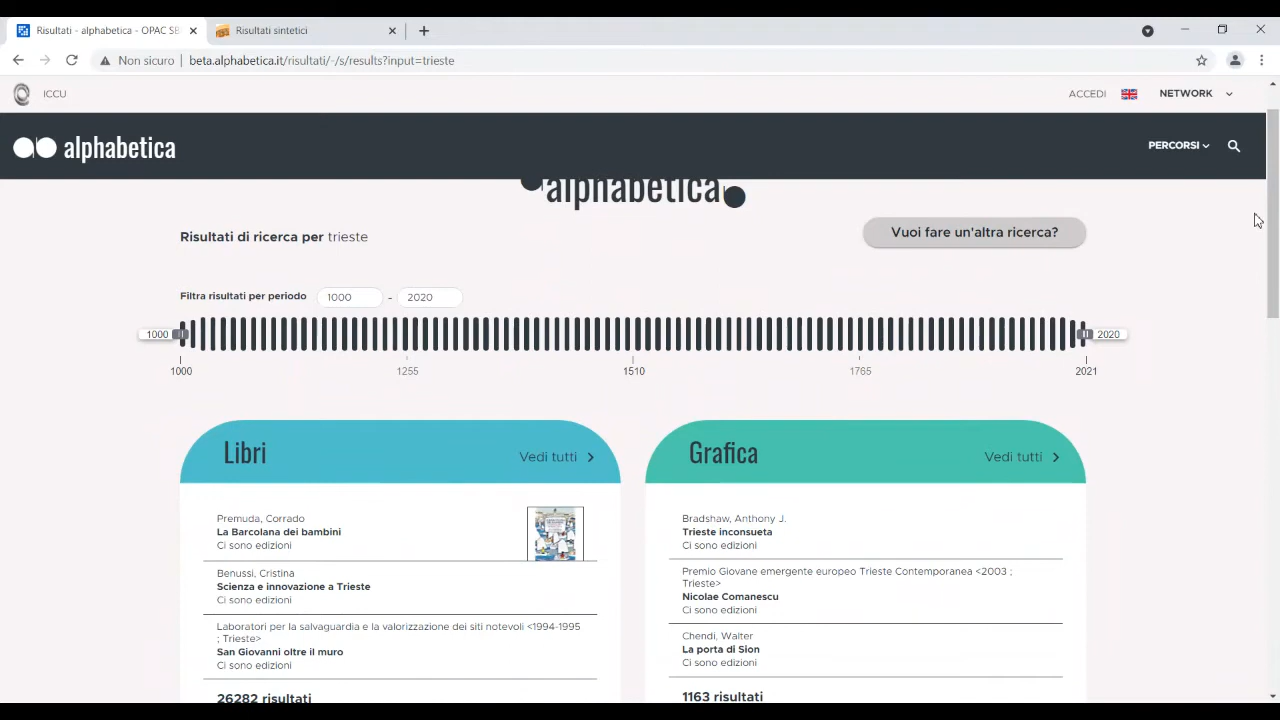 Risultati - alphabetica - OPAC SB
Risultati sintetici
Non sicuro | beta.alphabetica.it/risultati/-/s/results?input=trieste
ICCU
ACCEDI
NETWORK
alphabetica
PERCORSI
alphabetica
Risultati di ricerca per trieste
Vuoi fare un'altra ricerca?
Filtra risultati per periodo 1000 - 2020
1000
2020
1000 1255 1510 1765 2021
Libri
Vedi tutti
Premuda, Corrado
La Barcolana dei bambini
Ci sono edizioni
Benussi, Cristina
Scienza e innovazione a Trieste
Ci sono edizioni
Laboratori per la salvaguardia e la valorizzazione dei siti notevoli <1994-1995
; Trieste>
San Giovanni oltre il muro
Ci sono edizioni
26282 risultati
Grafica
Vedi tutti
Bradshaw, Anthony J.
Trieste inconsueta
Ci sono edizioni
Premio Giovane emergente europeo Trieste Contemporanea <2003 ;
Trieste>
Nicolae Comanescu
Ci sono edizioni
Chendi, Walter
La porta di Sion
Ci sono edizioni
1163 risultati